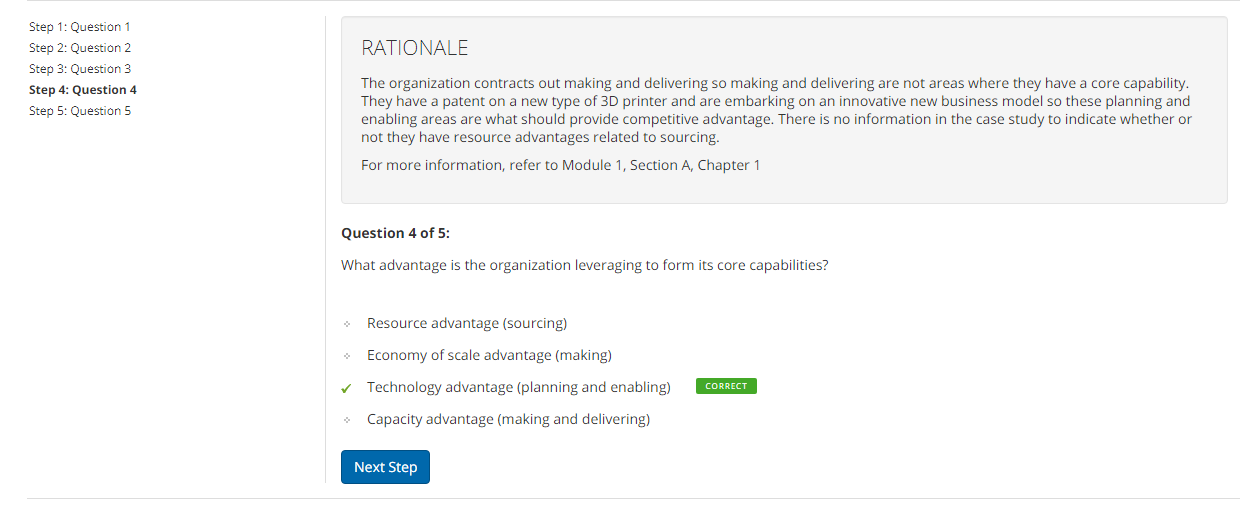 Step 1: Question 1
Step 2: Question 2
Step 3: Question 3
Step 4: Question 4
Step 5: Question 5
RATIONALE
The organization contracts out making and delivering so making and delivering are not areas where they have a core capability.
They have a patent on a new type of 3D printer and are embarking on an innovative new business model so these planning and
enabling areas are what should provide competitive advantage. There is no information in the case study to indicate whether or
not they have resource advantages related to sourcing.
For more information, refer to Module 1, Section A, Chapter 1
Question 4 of 5:
What advantage is the organization leveraging to form its core capabilities?
Resource advantage (sourcing)
Economy of scale advantage (making)
Technology advantage (planning and enabling) CORRECT
Capacity advantage (making and delivering)
Next Step